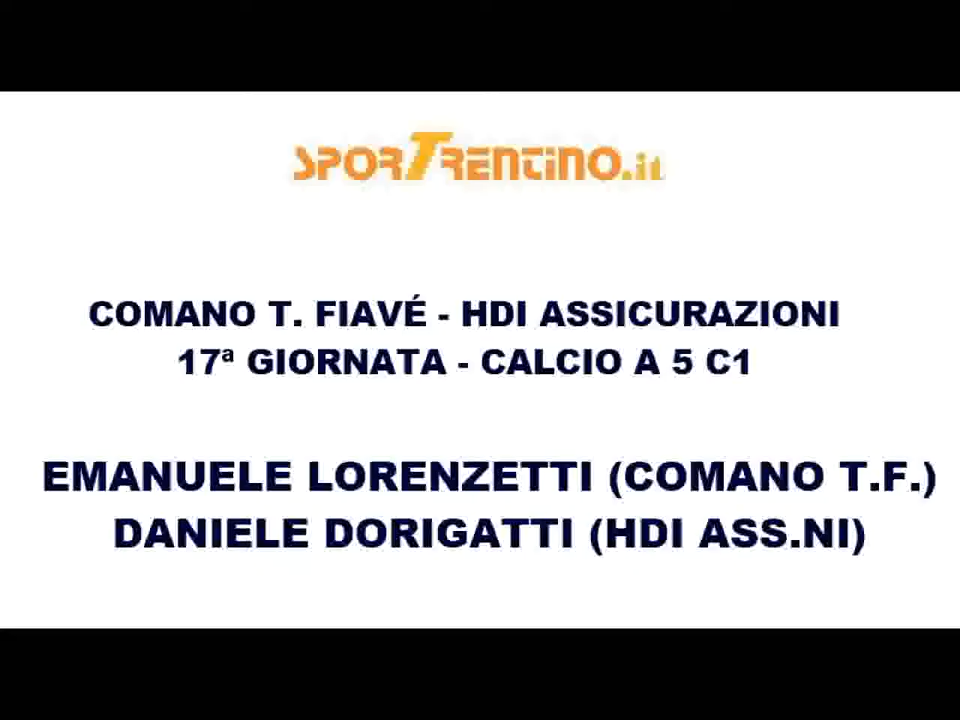 SPORTRENTINO.it
COMANO T. FIAVÉ - HDI ASSICURAZIONI
17ª GIORNATA - CALCIO A 5 C1
EMANUELE LORENZETTI (COMANO T.F.)
DANIELE DORIGATTI (HDI ASS.NI)